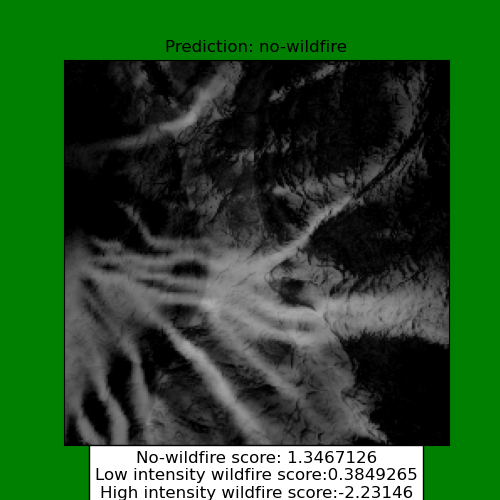 Prediction: no-wildfire
No-wildfire score: 1.3467126
Low intensity wildfire score:0.3849265
High intensity wildfire score:-2.23146